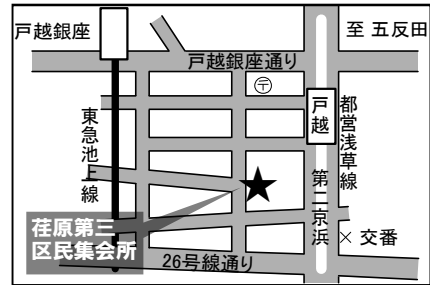 戸越銀座
至 五反田
戸越銀座通り
〒
戸越
都営浅草線
東急池上線
第二京浜
荏原第三
区民集会所
26号線通り
× 交番